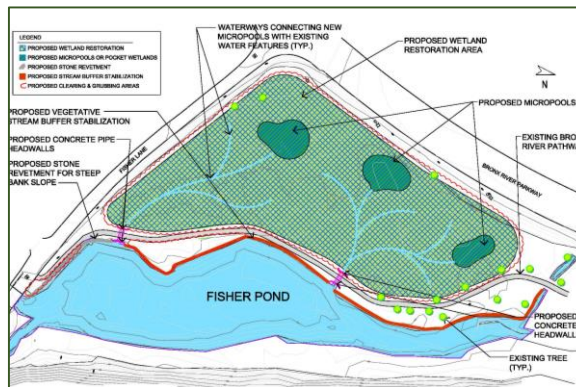 LEGEND
PROPOSED WETLAND RESTORATION
PROPOSED MICROPOOLS OR POCKET WETLANDS
PROPOSED STONE REVETMENT
PROPOSED STREAM BUFFER STABILIZATION
PROPOSED CLEARING & GRUBBING AREAS
WATERWAYS CONNECTING NEW
MICROPOOLS WITH EXISTING
WATER FEATURES (TYP.)
PROPOSED WETLAND
RESTORATION AREA
N
PROPOSED MICROPOOLS
PROPOSED VEGETATIVE
STREAM BUFFER STABILIZATION
PROPOSED CONCRETE PIPE
HEADWALLS
PROPOSED STONE
REVETMENT FOR STEEP
BANK SLOPE
FISHER LANE
BRONX RIVER PARKWAY
EXISTING BRO
RIVER PATHWA
FISHER POND
PROPOSED
CONCRETE
HEADWALL
EXISTING TREE
(TYP.)